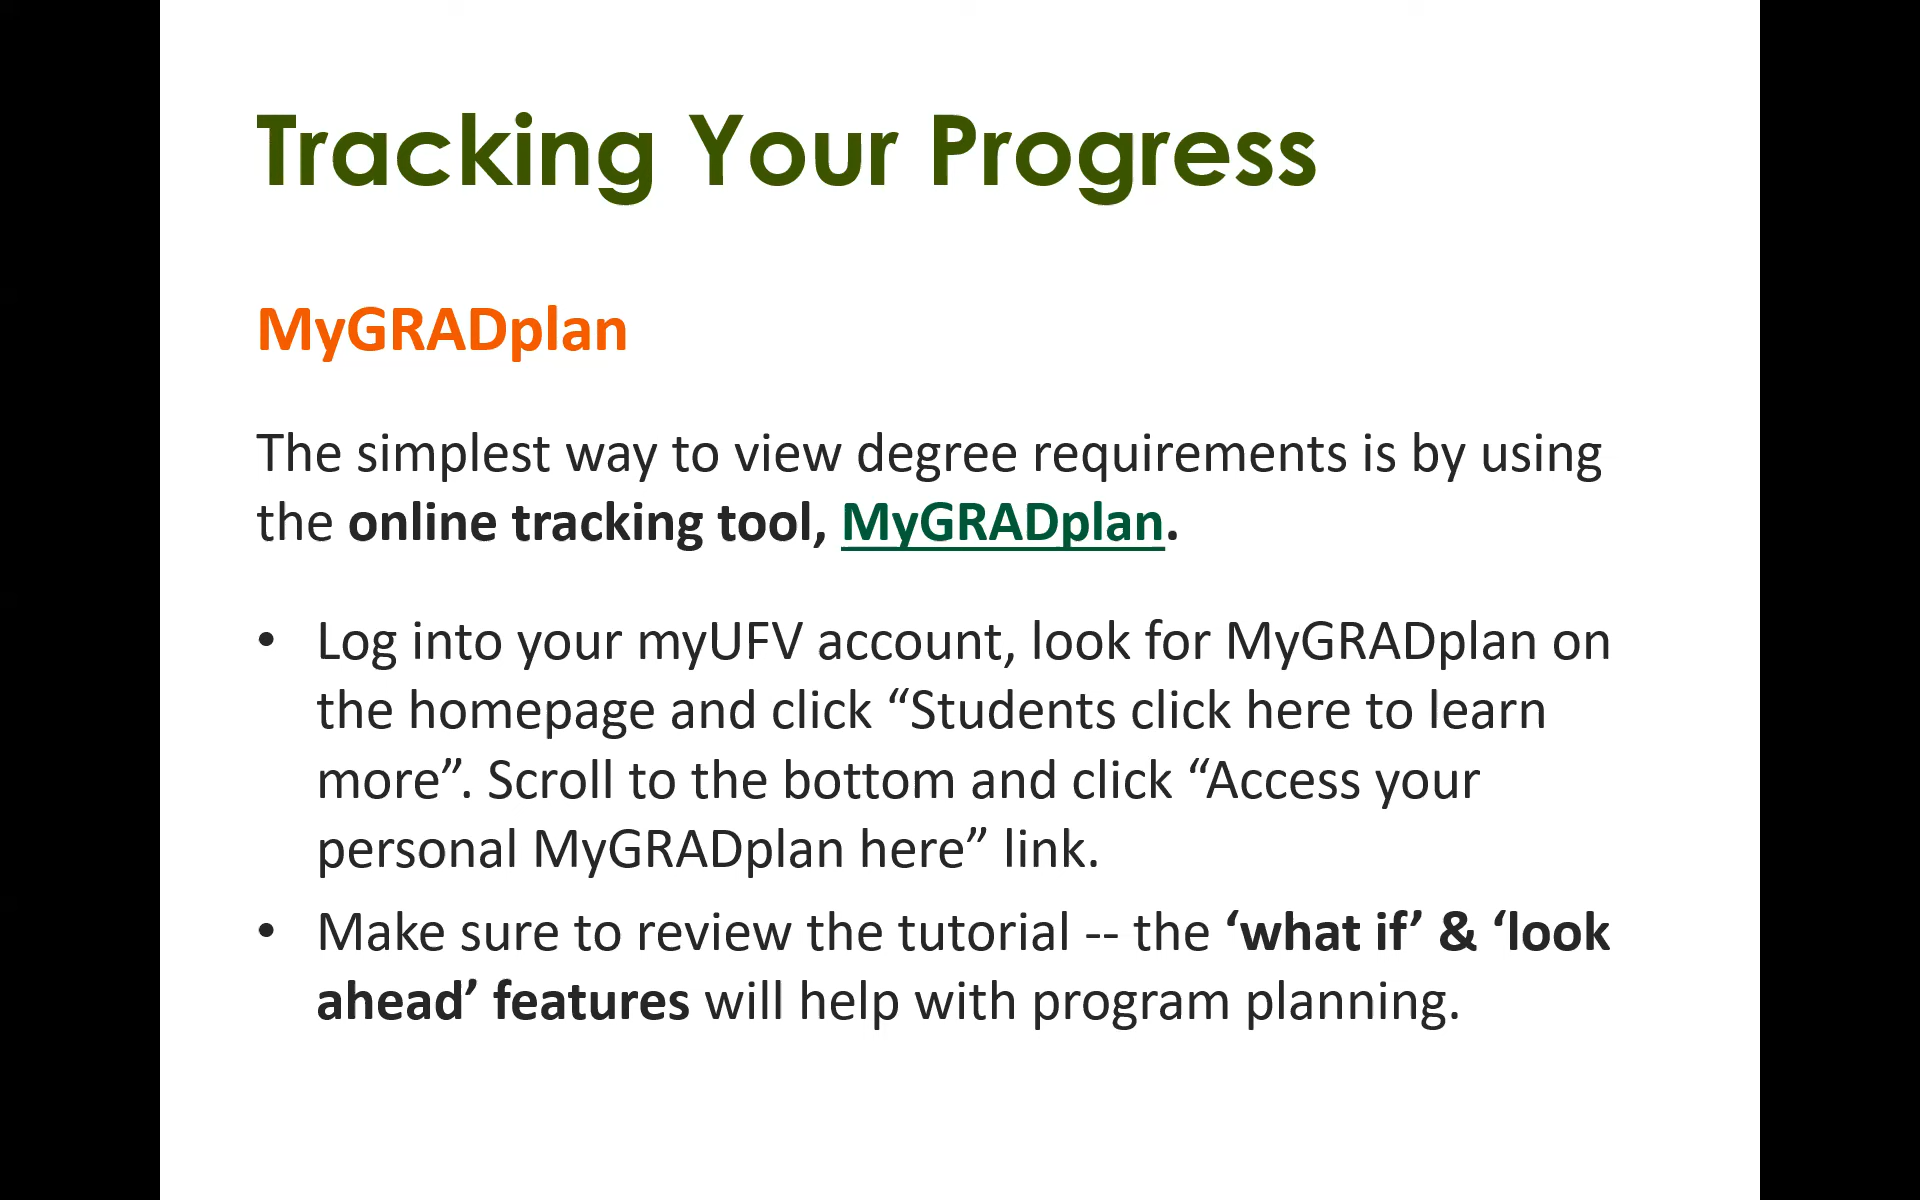 Tracking Your Progress
MyGRADplan
The simplest way to view degree requirements is by using
the online tracking tool, MyGRADplan.
• Log into your myUFV account, look for MyGRADplan on
the homepage and click “Students click here to learn
more”. Scroll to the bottom and click “Access your
personal MyGRADplan here” link.
• Make sure to review the tutorial -- the ‘what if’ & ‘look
ahead’ features will help with program planning.